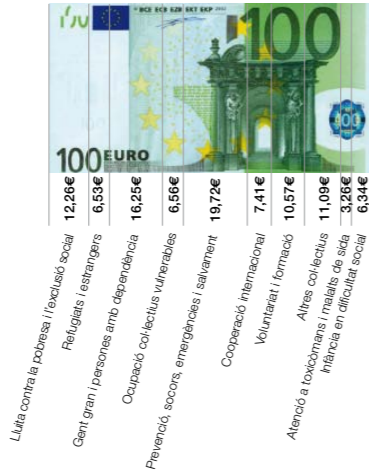 BCE ECB EZB EKT EKP 2002
100
100 EURO
12,26€
6,53€
16,25€
6,56€
19,72€
7,41€
10,57€
11,09€
3,26€
6,34€
Lluita contra la pobresa i l'exclusió social
Refugiats i estrangers
Gent gran i persones amb dependència
Ocupació col·lectius vulnerables
Prevenció, socors, emergències i salvament
Cooperació internacional
Voluntariat i formació
Altres col·lectius
Atenció a toxicòmans i malalts de sida
Infància en dificultat social